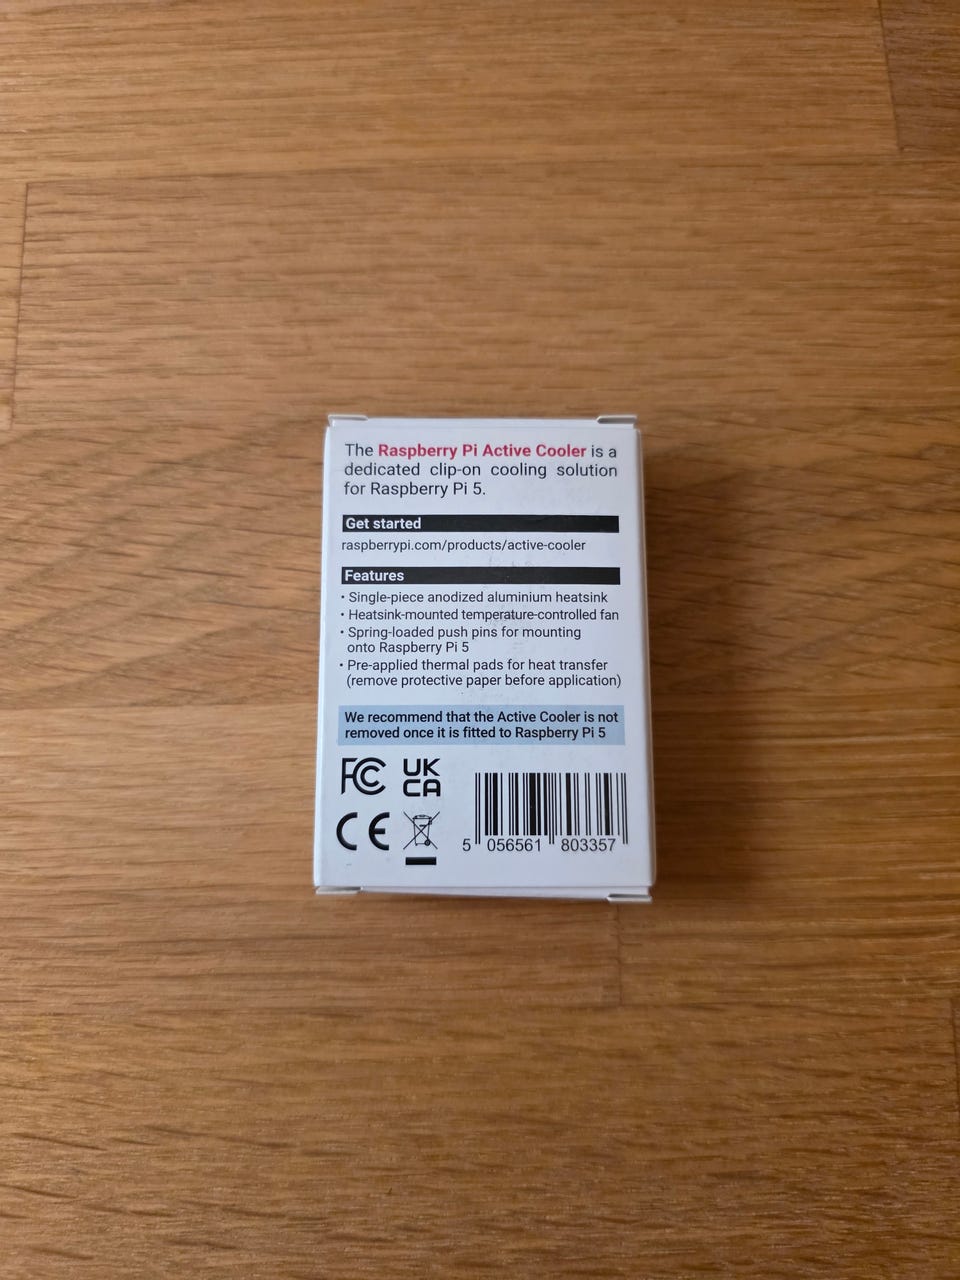 The Raspberry Pi Active Cooler is a
dedicated clip-on cooling solution
for Raspberry Pi 5.
Get started
raspberrypi.com/products/active-cooler
Features
• Single-piece anodized aluminium heatsink
• Heatsink-mounted temperature-controlled fan
• Spring-loaded push pins for mounting
onto Raspberry Pi 5
• Pre-applied thermal pads for heat transfer
(remove protective paper before application)
We recommend that the Active Cooler is not
removed once it is fitted to Raspberry Pi 5
FC
UK
CA
CE
5 056561 803357